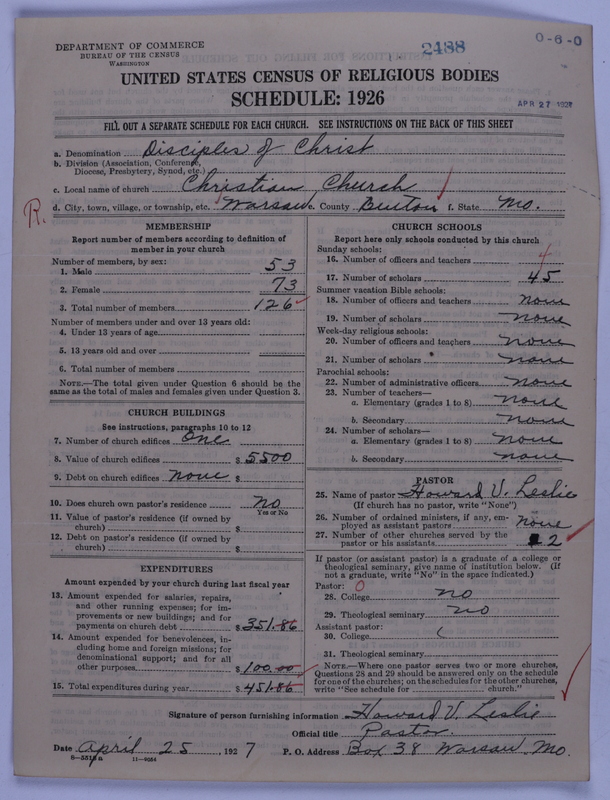 DEPARTMENT OF COMMERCE
BUREAU OF THE CENSUS
WASHINGTON
2488
0-6-0
UNITED STATES CENSUS OF RELIGIOUS BODIES
SCHEDULE: 1926
APR 27 1927
FILL OUT A SEPARATE SCHEDULE FOR EACH CHURCH. SEE INSTRUCTIONS ON THE BACK OF THIS SHEET
a. Denomination Disciples of Christ
b. Division (Association, Conference, Diocese, Presbytery, Synod, etc.)
c. Local name of church Christian Church
R. d. City, town, village, or township, etc. Warsaw e. County Benton f. State Mo.
MEMBERSHIP
Report number of members according to definition of
member in your church
Number of members, by sex:
1. Male 53
2. Female 73
3. Total number of members 126
Number of members under and over 13 years old:
4. Under 13 years of age
5. 13 years old and over
6. Total number of members
NOTE.—The total given under Question 6 should be
same as the total of males and females given under Question 3.
CHURCH BUILDINGS
See instructions, paragraphs 10 to 12
7. Number of church edifices One
8. Value of church edifices $ 5500
9. Debt on church edifices none $
10. Does church own pastor's residence no
Yes or No
11. Value of pastor's residence (if owned by
church) $
12. Debt on pastor's residence (if owned by
church) $
EXPENDITURES
Amount expended by your church during last fiscal year
13. Amount expended for salaries, repairs,
and other running expenses; for im-
provements or new buildings; and for
payments on church debt $ 351.86
14. Amount expended for benevolences, in-
cluding home and foreign missions; for
denominational support; and for all
other purposes $ 100.00
15. Total expenditures during year $ 451.86
CHURCH SCHOOLS
Report here only schools conducted by this church
Sunday schools:
16. Number of officers and teachers 4
17. Number of scholars 45
Summer vacation Bible schools:
18. Number of officers and teachers none
19. Number of scholars none
Week-day religious schools:
20. Number of officers and teachers none
21. Number of scholars none
Parochial schools:
22. Number of administrative officers none
23. Number of teachers—
a. Elementary (grades 1 to 8) none
b. Secondary none
24. Number of scholars—
a. Elementary (grades 1 to 8) none
b. Secondary none
PASTOR
25. Name of pastor Howard V. Leslie
(If church has no pastor, write "None")
26. Number of ordained ministers, if any, em-
ployed as assistant pastors none
27. Number of other churches served by the
pastor or his assistants 2
If pastor (or assistant pastor) is a graduate of a college or
theological seminary, give name of institution below. (If
not a graduate, write "No" in the space indicated.)
Pastor: 0
28. College no
29. Theological seminary no
Assistant pastor:
30. College
31. Theological seminary
NOTE.—Where one pastor serves two or more churches,
Questions 28 and 29 should be answered only on the schedule
for one of the churches; on the schedules for the other churches,
write "See schedule for church."
Signature of person furnishing information Howard V. Leslie
Official title Pastor.
Date April 25, 1927 P. O. Address Box 38 Warsaw. Mo.
8-5518a 11-9054